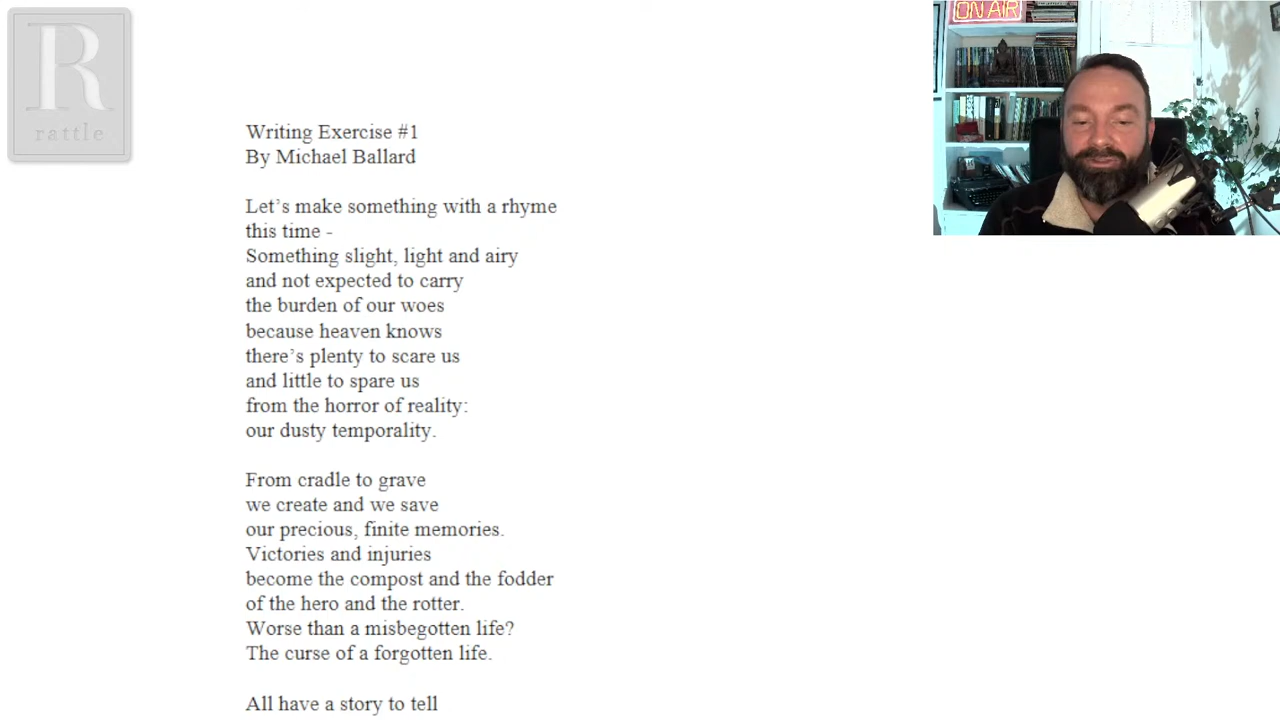 R
rattle
ON AIR
Writing Exercise #1
By Michael Ballard
Let's make something with a rhyme
this time -
Something slight, light and airy
and not expected to carry
the burden of our woes
because heaven knows
there's plenty to scare us
and little to spare us
from the horror of reality:
our dusty temporality.
From cradle to grave
we create and we save
our precious, finite memories.
Victories and injuries
become the compost and the fodder
of the hero and the rotter.
Worse than a misbegotten life?
The curse of a forgotten life.
All have a story to tell